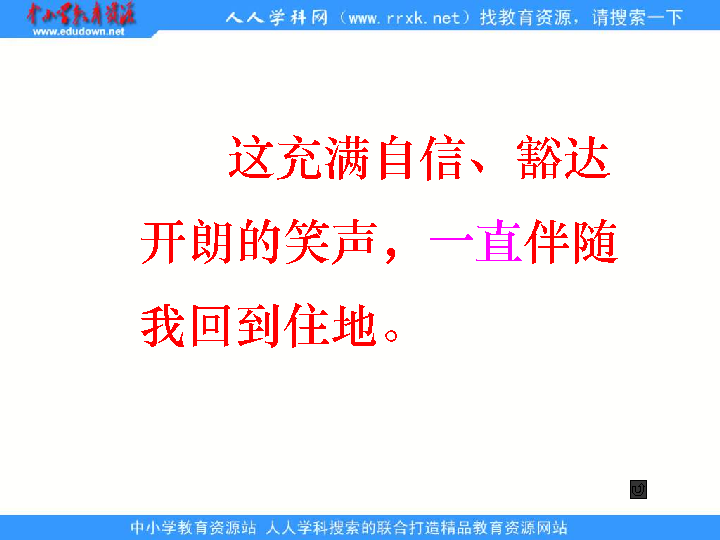 中小学教育资源
www.edudown.net
人人学科网（www.rrxk.net）找教育资源，请搜索一下
这充满自信、豁达
开朗的笑声，一直伴随
我回到住地。
中小学教育资源站 人人学科搜索的联合打造精品教育资源网站